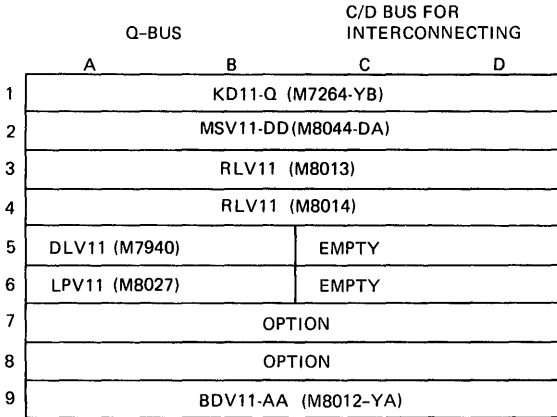 Q-BUS
C/D BUS FOR
INTERCONNECTING
A B C D
1 KD11-Q (M7264-YB)
2 MSV11-DD(M8044-DA)
3 RLV11 (M8013)
4 RLV11 (M8014)
5 DLV11 (M7940) EMPTY
6 LPV11 (M8027) EMPTY
7 OPTION
8 OPTION
9 BDV11-AA (M8012-YA)